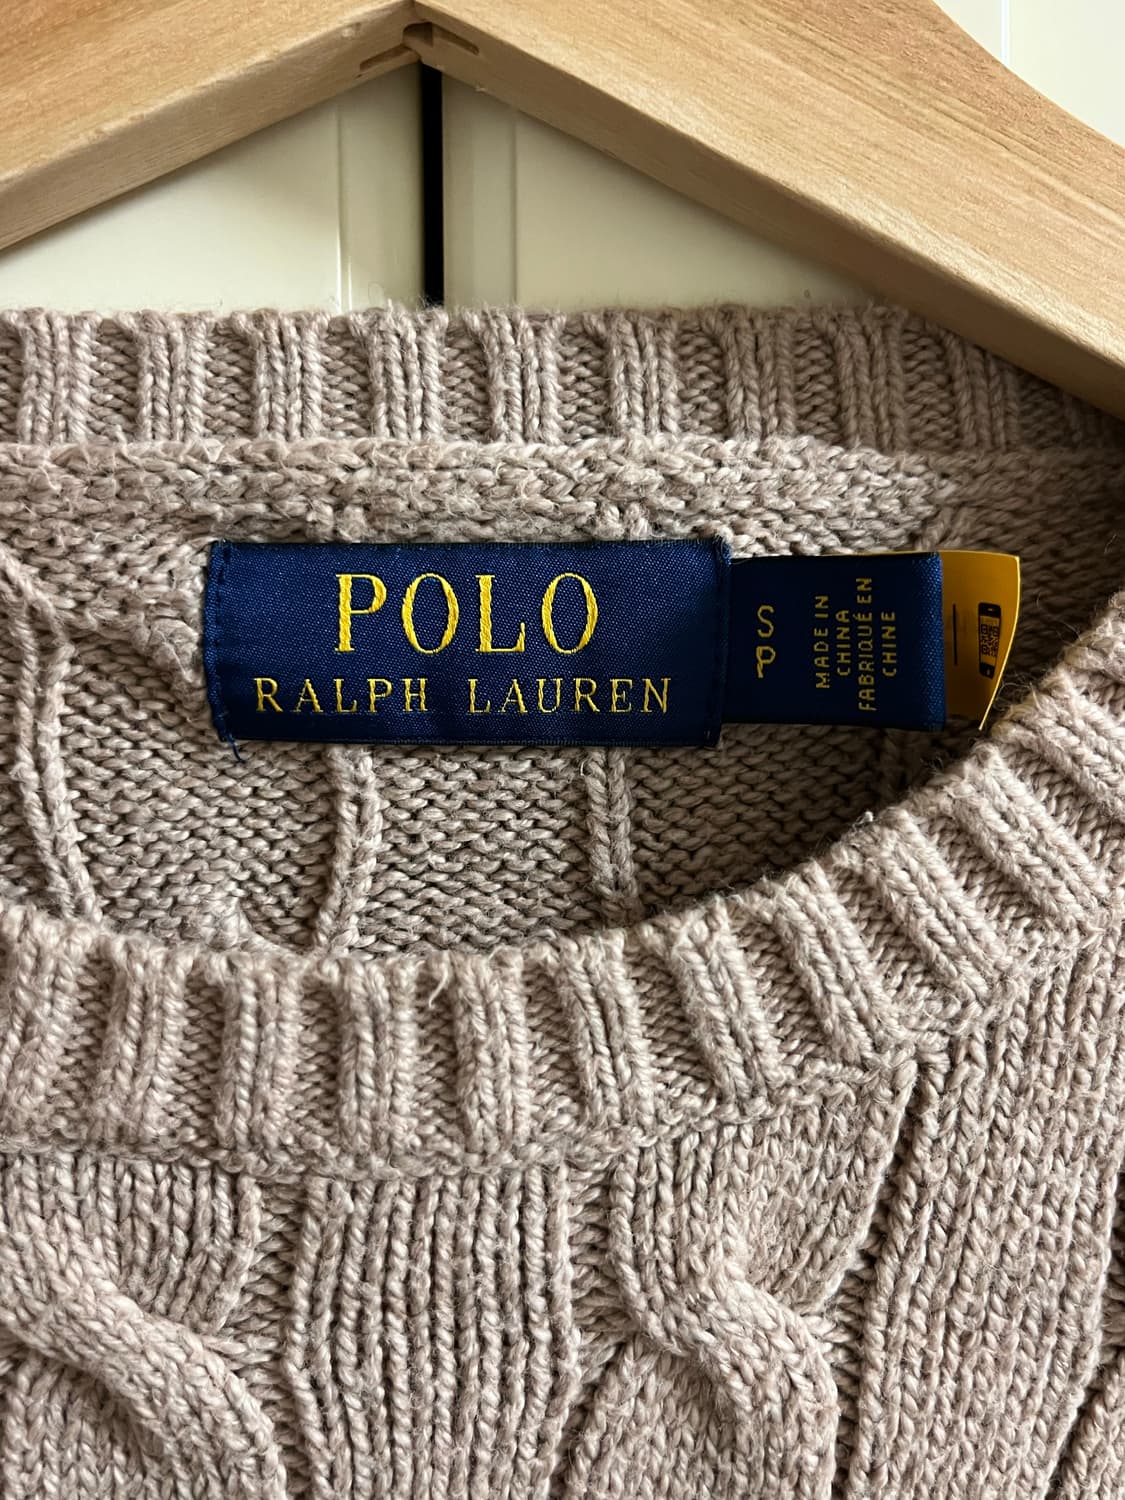 POLO
RALPH LAUREN
S
P
MADE IN
CHINA
FABRIQUÉ EN
CHINE